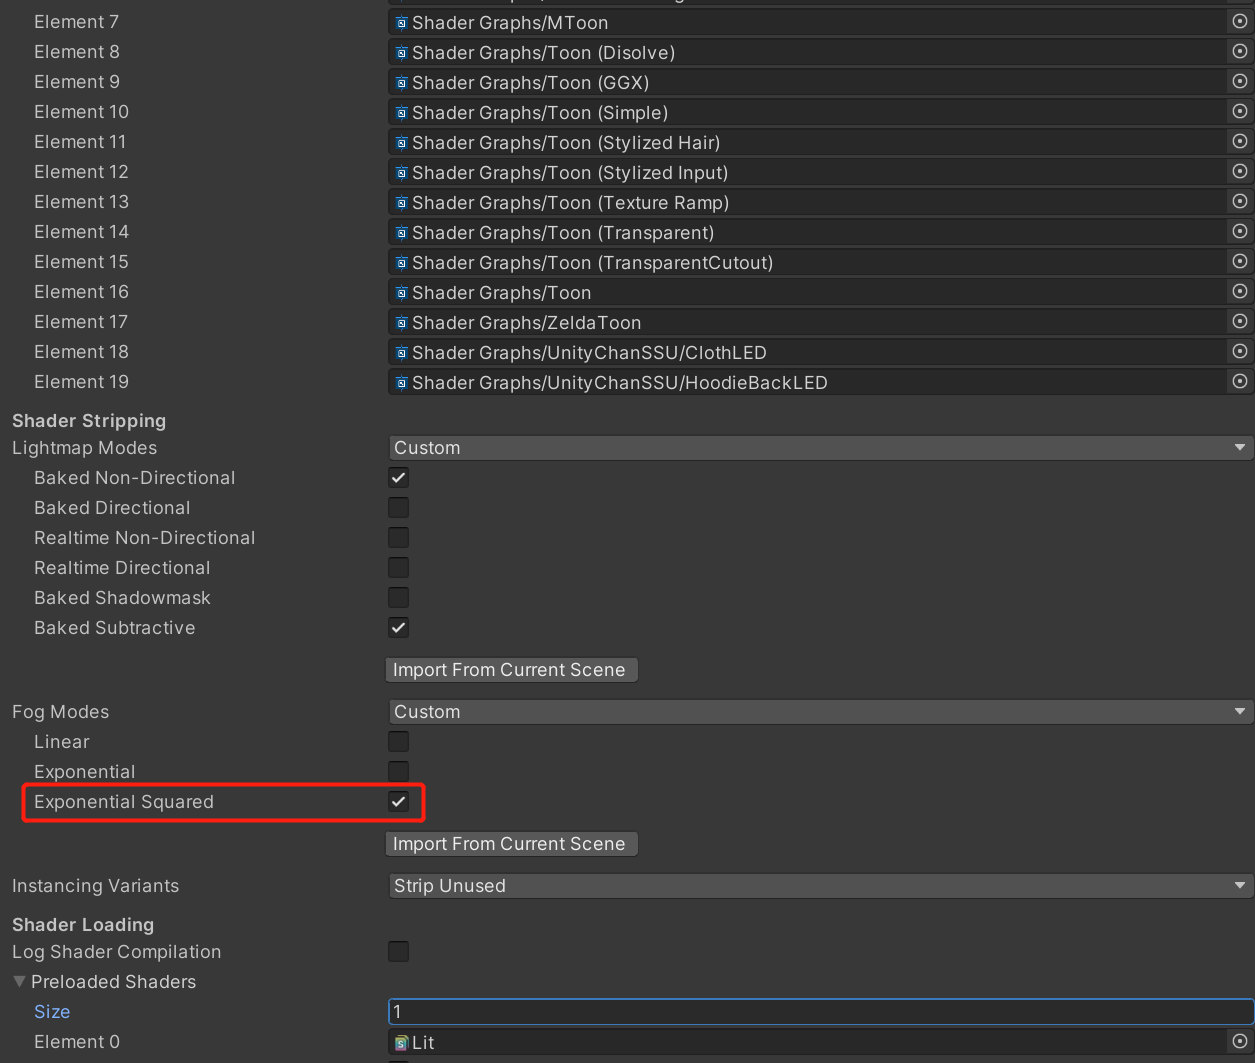 Element 7 Shader Graphs/MToon
Element 8 Shader Graphs/Toon (Disolve)
Element 9 Shader Graphs/Toon (GGX)
Element 10 Shader Graphs/Toon (Simple)
Element 11 Shader Graphs/Toon (Stylized Hair)
Element 12 Shader Graphs/Toon (Stylized Input)
Element 13 Shader Graphs/Toon (Texture Ramp)
Element 14 Shader Graphs/Toon (Transparent)
Element 15 Shader Graphs/Toon (TransparentCutout)
Element 16 Shader Graphs/Toon
Element 17 Shader Graphs/ZeldaToon
Element 18 Shader Graphs/UnityChanSSU/ClothLED
Element 19 Shader Graphs/UnityChanSSU/HoodieBackLED
Shader Stripping
Lightmap Modes Custom
Baked Non-Directional
Baked Directional
Realtime Non-Directional
Realtime Directional
Baked Shadowmask
Baked Subtractive
Import From Current Scene
Fog Modes Custom
Linear
Exponential
Exponential Squared
Import From Current Scene
Instancing Variants Strip Unused
Shader Loading
Log Shader Compilation
Preloaded Shaders
Size 1
Element 0 Lit